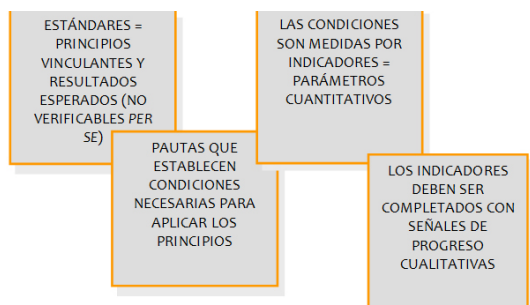 ESTÁNDARES =
PRINCIPIOS
VINCULANTES Y
RESULTADOS
ESPERADOS (NO
VERIFICABLES PER
SE)
PAUTAS QUE
ESTABLECEN
CONDICIONES
NECESARIAS PARA
APLICAR LOS
PRINCIPIOS
LAS CONDICIONES
SON MEDIDAS POR
INDICADORES =
PARÁMETROS
CUANTITATIVOS
LOS INDICADORES
DEBEN SER
COMPLETADOS CON
SEÑALES DE
PROGRESO
CUALITATIVAS